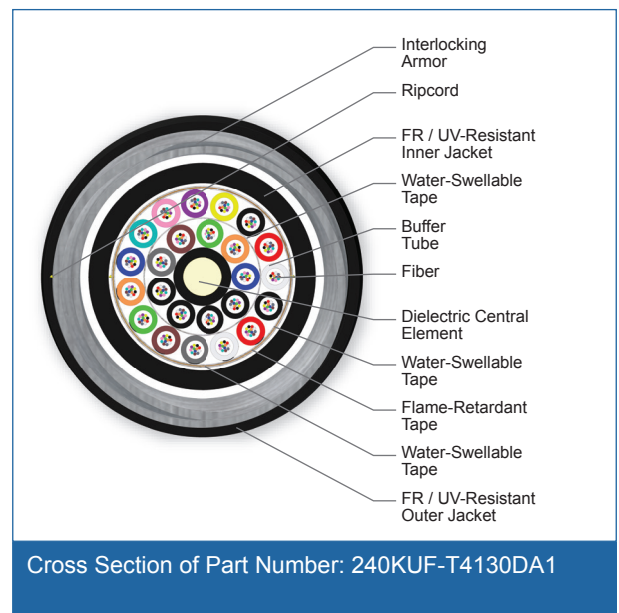 Interlocking
Armor
Ripcord
FR / UV-Resistant
Inner Jacket
Water-Swellable
Tape
Buffer
Tube
Fiber
Dielectric Central
Element
Water-Swellable
Tape
Flame-Retardant
Tape
Water-Swellable
Tape
FR / UV-Resistant
Outer Jacket
Cross Section of Part Number: 240KUF-T4130DA1